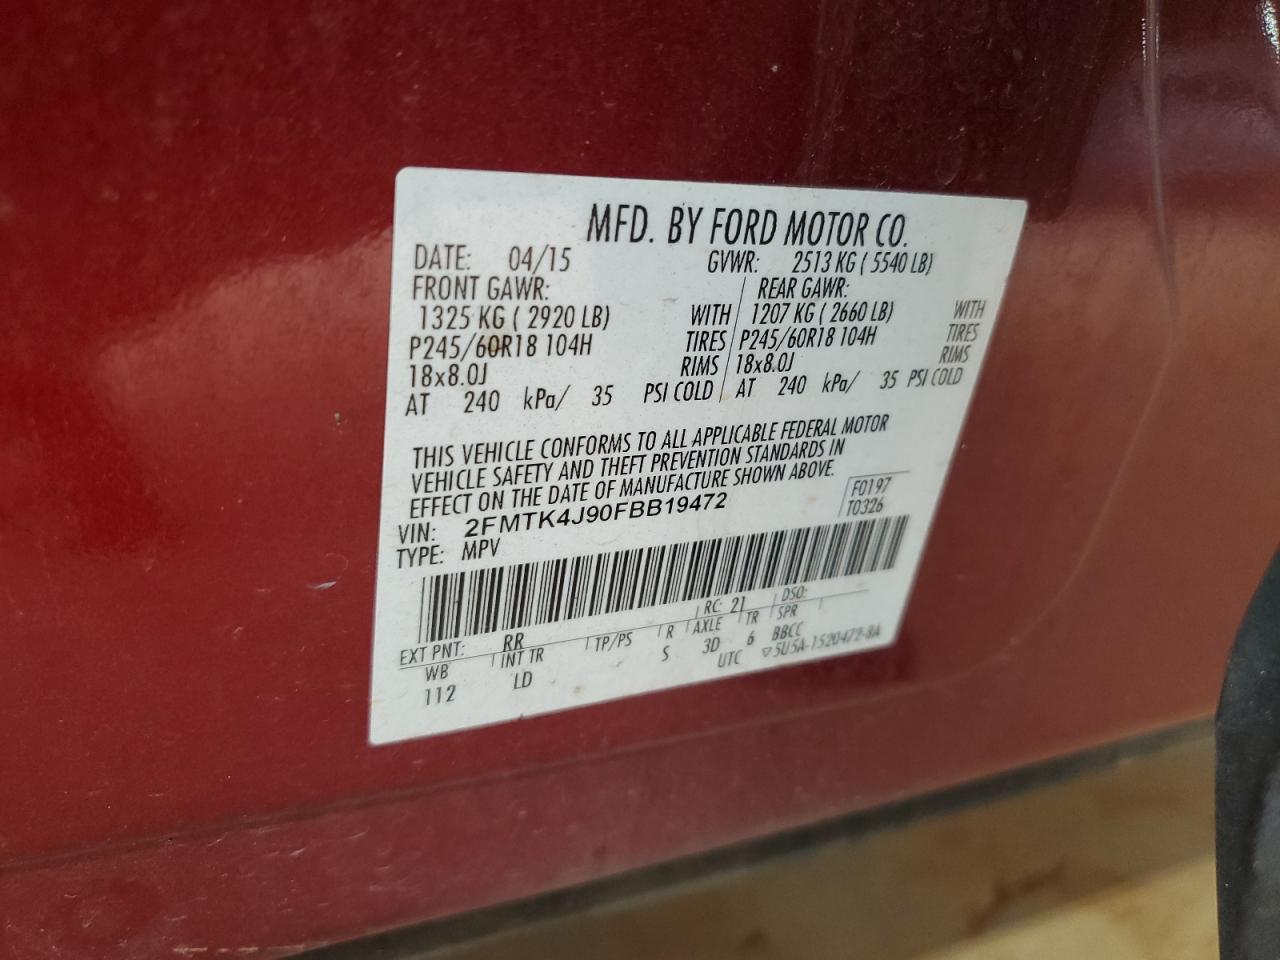 MFD. BY FORD MOTOR CO.
DATE: 04/15 GVWR: 2513 KG ( 5540 LB)
FRONT GAWR: REAR GAWR:
1325 KG ( 2920 LB) WITH 1207 KG ( 2660 LB) WITH
P245/60R18 104H TIRES P245/60R18 104H TIRES
18x8.0J RIMS 18x8.0J RIMS
AT 240 kPa/ 35 PSI COLD AT 240 kPa/ 35 PSI COLD
THIS VEHICLE CONFORMS TO ALL APPLICABLE FEDERAL MOTOR
VEHICLE SAFETY AND THEFT PREVENTION STANDARDS IN
EFFECT ON THE DATE OF MANUFACTURE SHOWN ABOVE.
VIN: 2FMTK4J90FBB19472 F0197
TYPE: MPV T0326
EXT PNT: RR RC: 21 DSO:
WB INT TR TP/PS R AXLE TR SPR
112 LD S 3D 6 BBCC
UTC ▽5U5A-1520472-8A